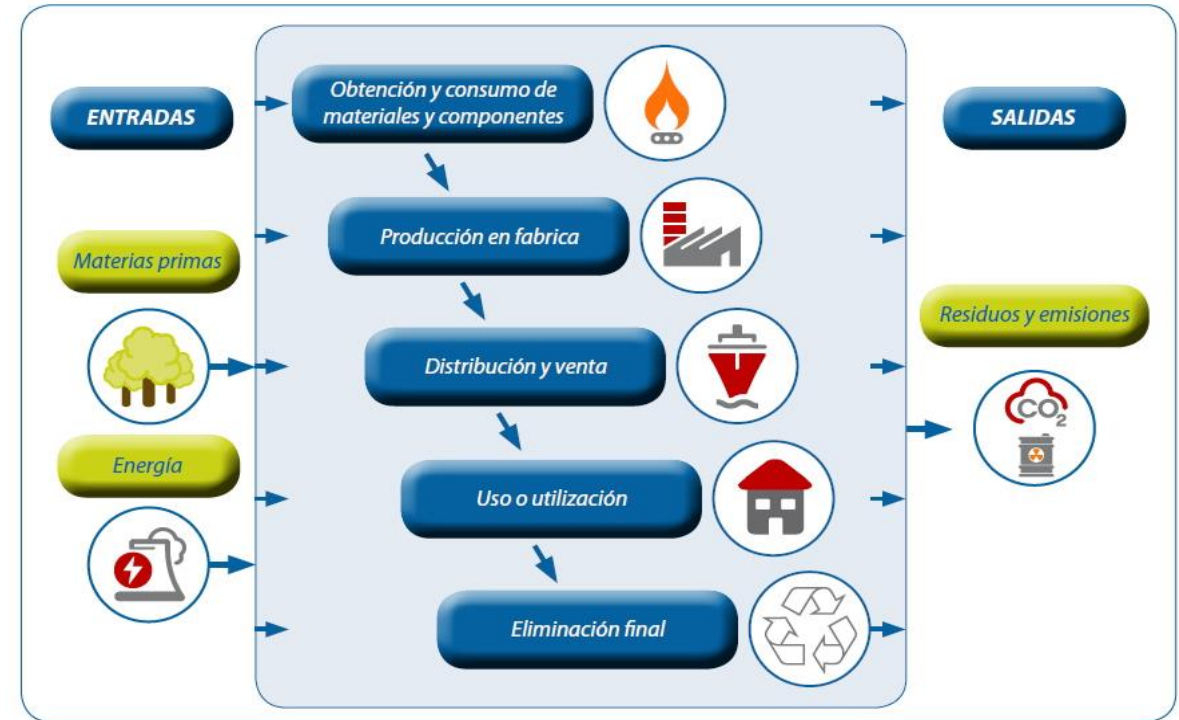 ENTRADAS
Obtención y consumo de
materiales y componentes
SALIDAS
Materias primas
Producción en fabrica
Residuos y emisiones
Distribución y venta
CO2
Energía
Uso o utilización
Eliminación final